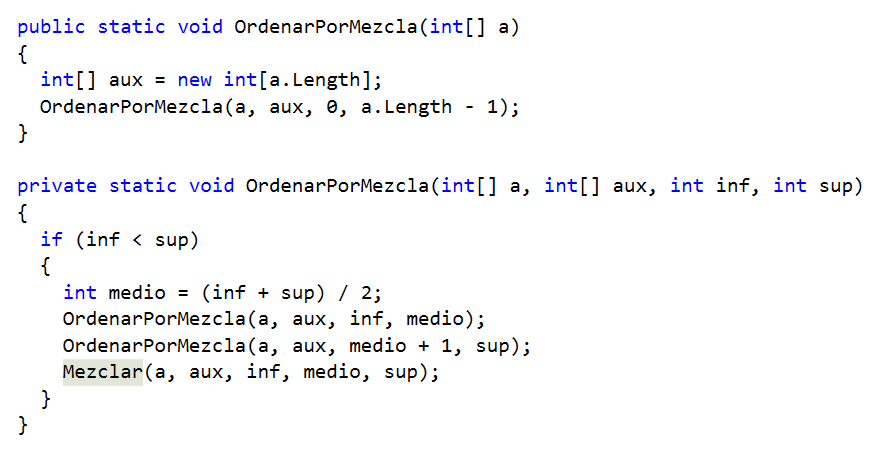 public static void OrdenarPorMezcla(int[] a)
{
  int[] aux = new int[a.Length];
  OrdenarPorMezcla(a, aux, 0, a.Length - 1);
}

private static void OrdenarPorMezcla(int[] a, int[] aux, int inf, int sup)
{
  if (inf < sup)
  {
    int medio = (inf + sup) / 2;
    OrdenarPorMezcla(a, aux, inf, medio);
    OrdenarPorMezcla(a, aux, medio + 1, sup);
    Mezclar(a, aux, inf, medio, sup);
  }
}